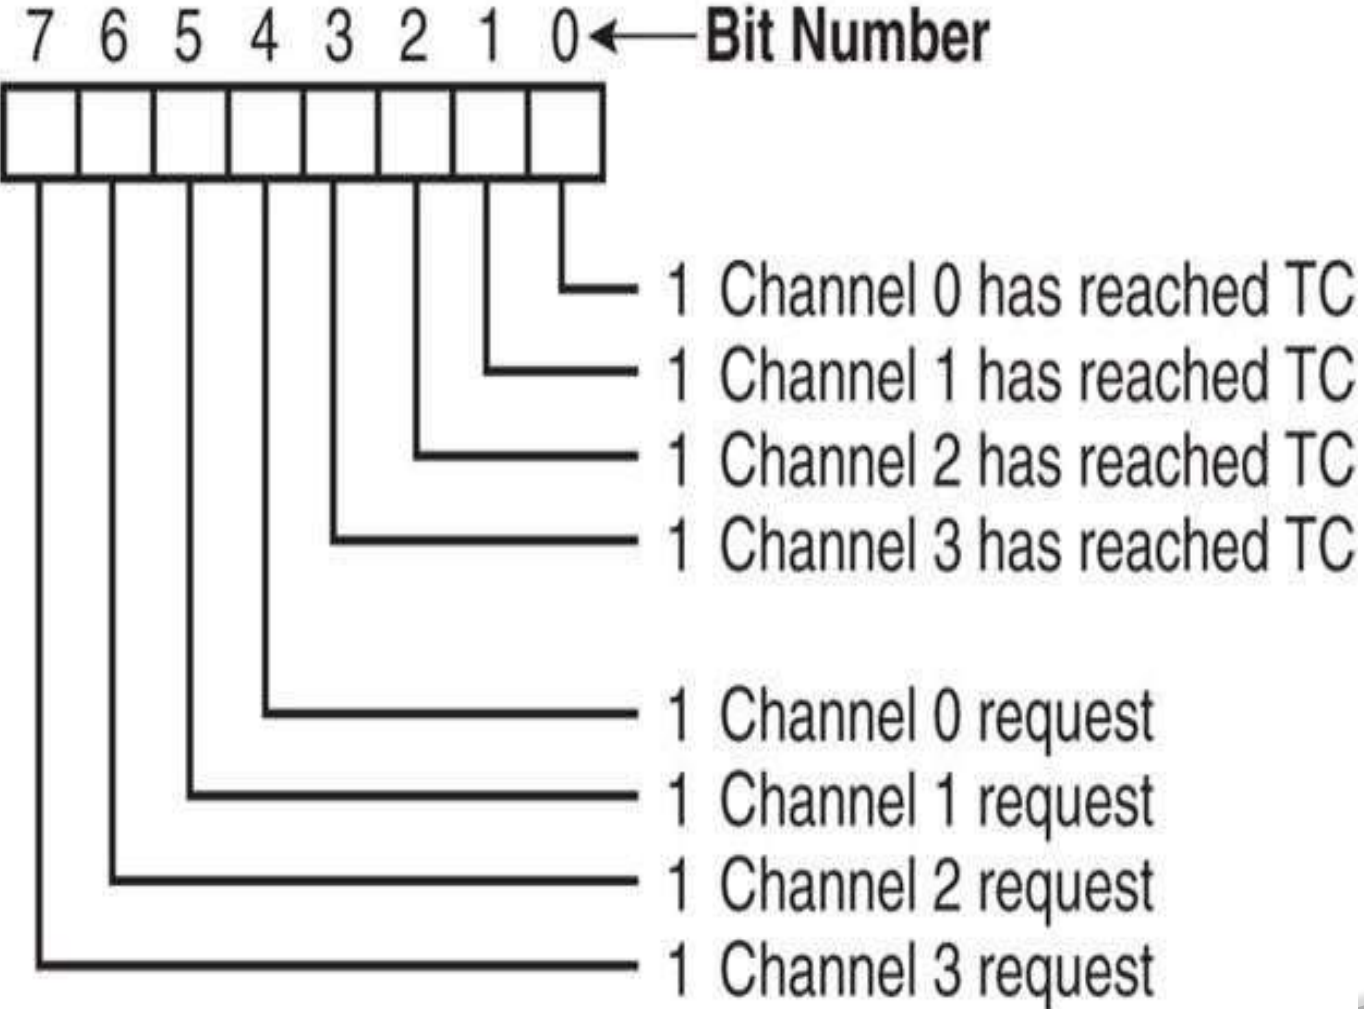 7 6 5 4 3 2 1 0 Bit Number
1 Channel 0 has reached TC
1 Channel 1 has reached TC
1 Channel 2 has reached TC
1 Channel 3 has reached TC
1 Channel 0 request
1 Channel 1 request
1 Channel 2 request
1 Channel 3 request